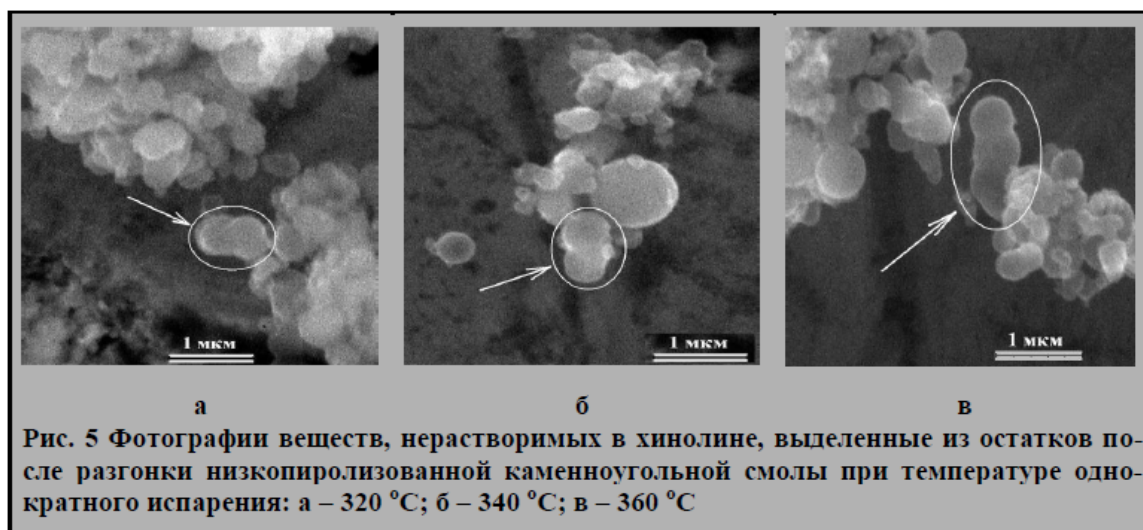 1 мкм
1 мкм
1 мкм
а
б
в
Рис. 5 Фотографии веществ, нерастворимых в хинолине, выделенные из остатков по-
сле разгонки низкопиролизованной каменноугольной смолы при температуре одно-
кратного испарения: а – 320 °С; б – 340 °С; в – 360 °С